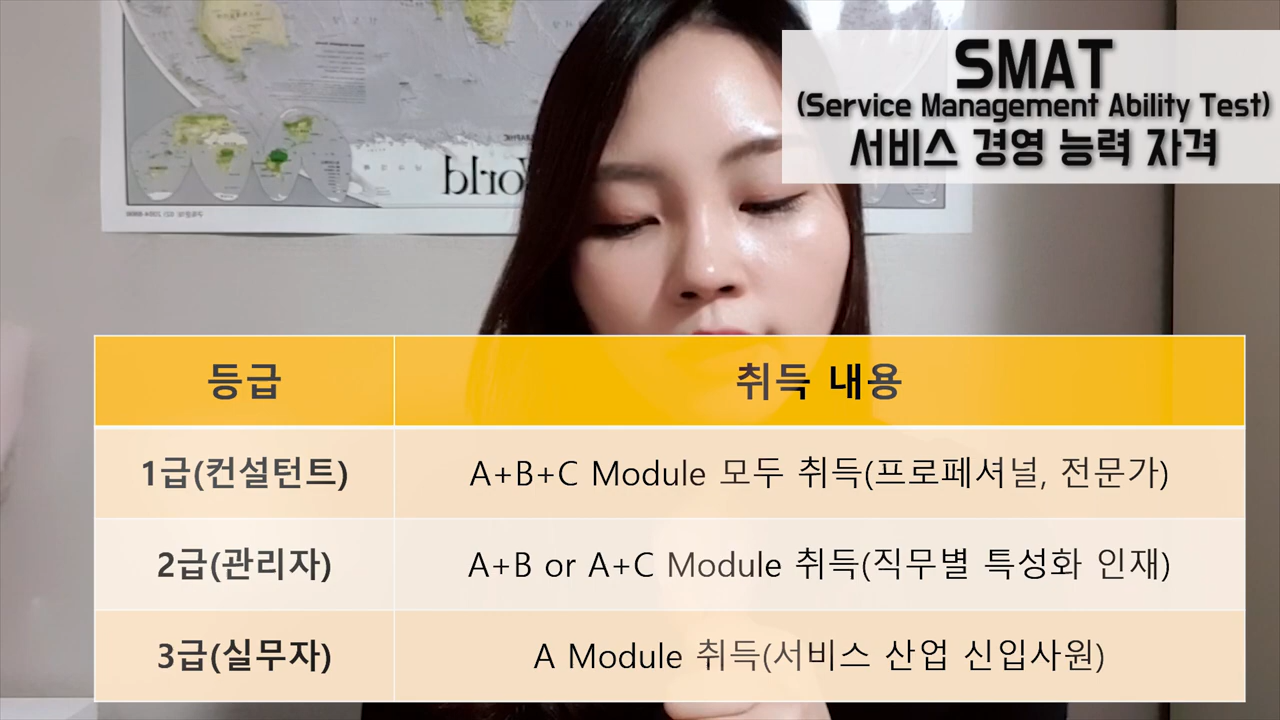 SMAT
(Service Management Ability Test)
서비스 경영 능력 자격
World
등급 취득 내용
1급(컨설턴트) A+B+C Module 모두 취득(프로페셔널, 전문가)
2급(관리자) A+B or A+C Module 취득(직무별 특성화 인재)
3급(실무자) A Module 취득(서비스 산업 신입사원)